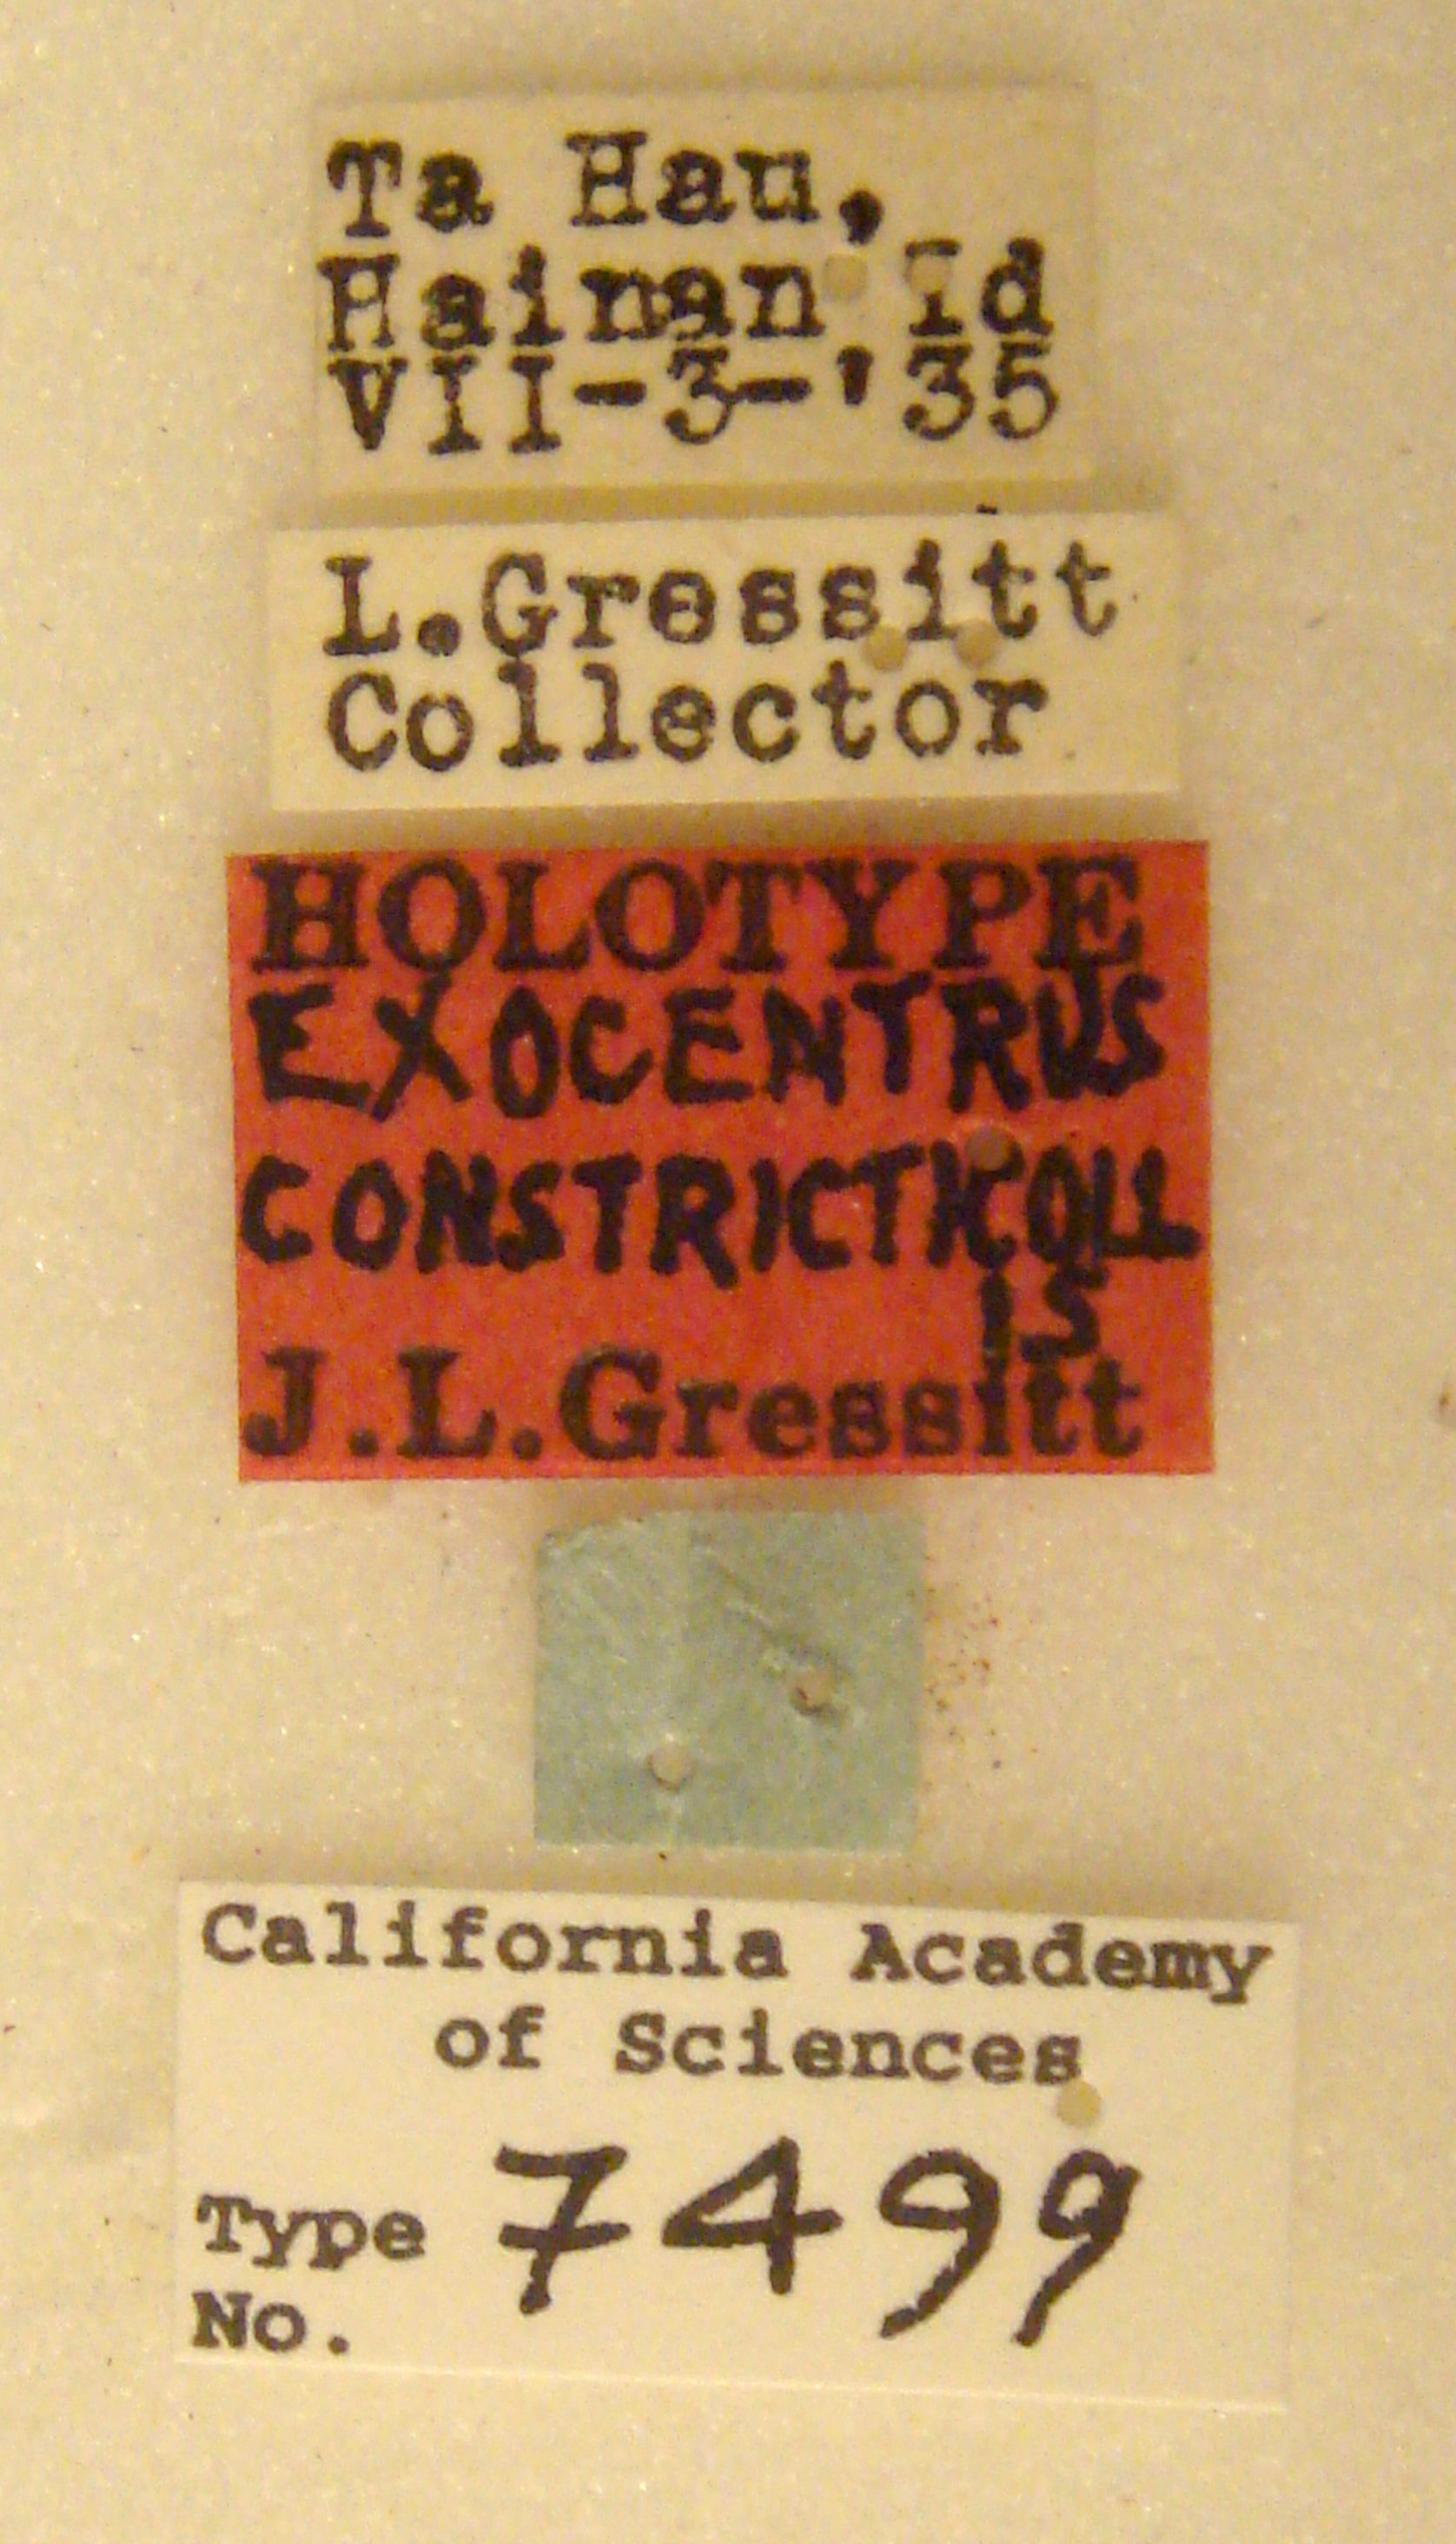 Ta Hau,
Hainan Id
VII-3-'35
L.Gressitt
Collector
HOLOTYPE
EXOCENTRUS
CONSTRICTICOLL
IS
J.L.Gressitt
California Academy
of Sciences
Type 7499
No.